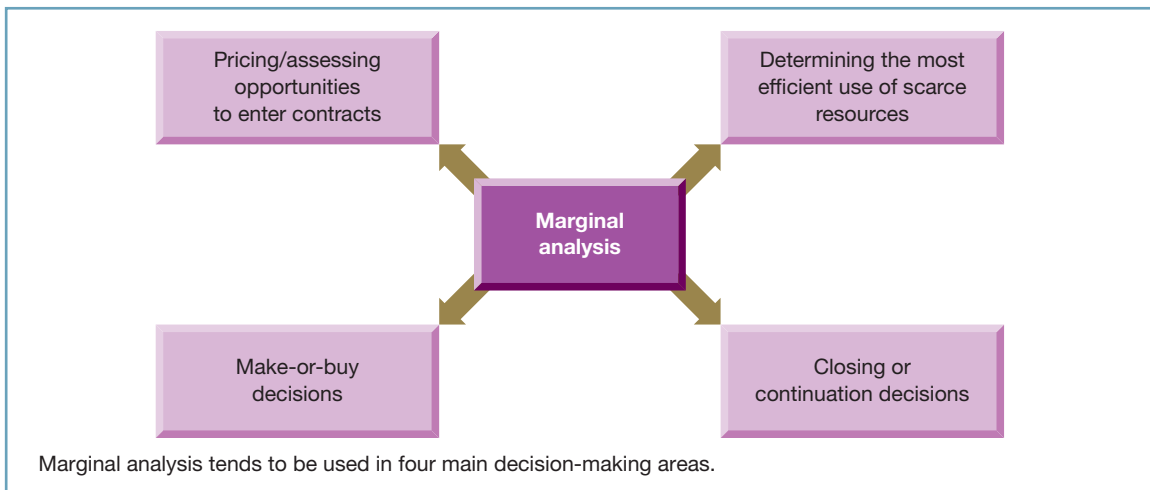 Pricing/assessing
opportunities
to enter contracts
Determining the most
efficient use of scarce
resources
Marginal
analysis
Make-or-buy
decisions
Closing or
continuation decisions
Marginal analysis tends to be used in four main decision-making areas.